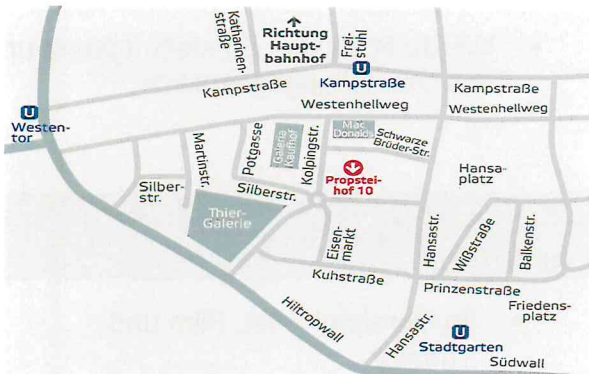 Katharinen-
straße
Richtung
Haupt-
bahnhof
Frei-
stuhl
U
Kampstraße
Kampstraße
Kampstraße
Westenhellweg
Westenhellweg
U
Westen-
tor
Martinstr.
Potgasse
Galeria
Kaufhof
Kolpingstr.
Mac
Donalds
Schwarze
Brüder-Str.
Propstei-
hof 10
Hansa-
platz
Silber-
str.
Silberstr.
Thier-
Galerie
Eisen-
markt
Hansastr.
Wißstraße
Balkenstr.
Kuhstraße
Prinzenstraße
Friedens-
platz
Hiltropwall
Hansastr.
U
Stadtgarten
Südwall